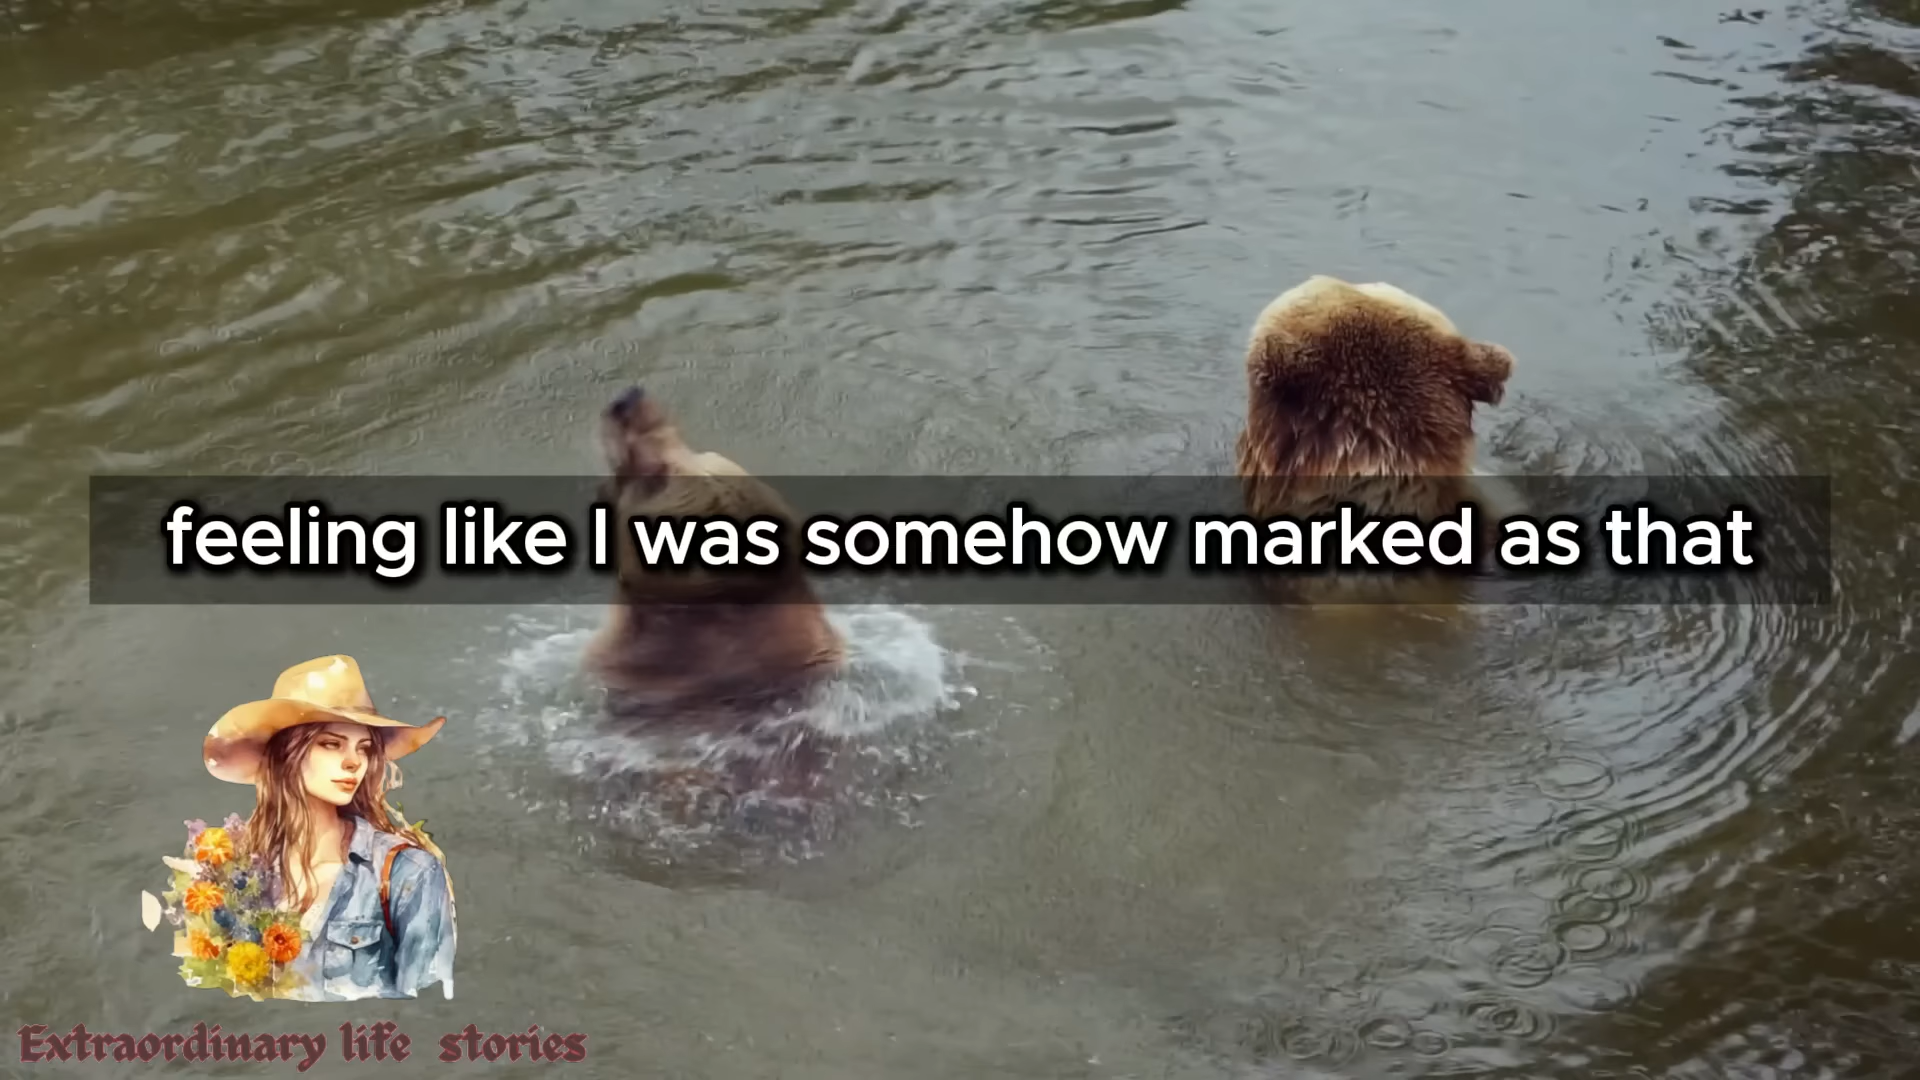 feeling like I was somehow marked as that
Extraordinary life stories